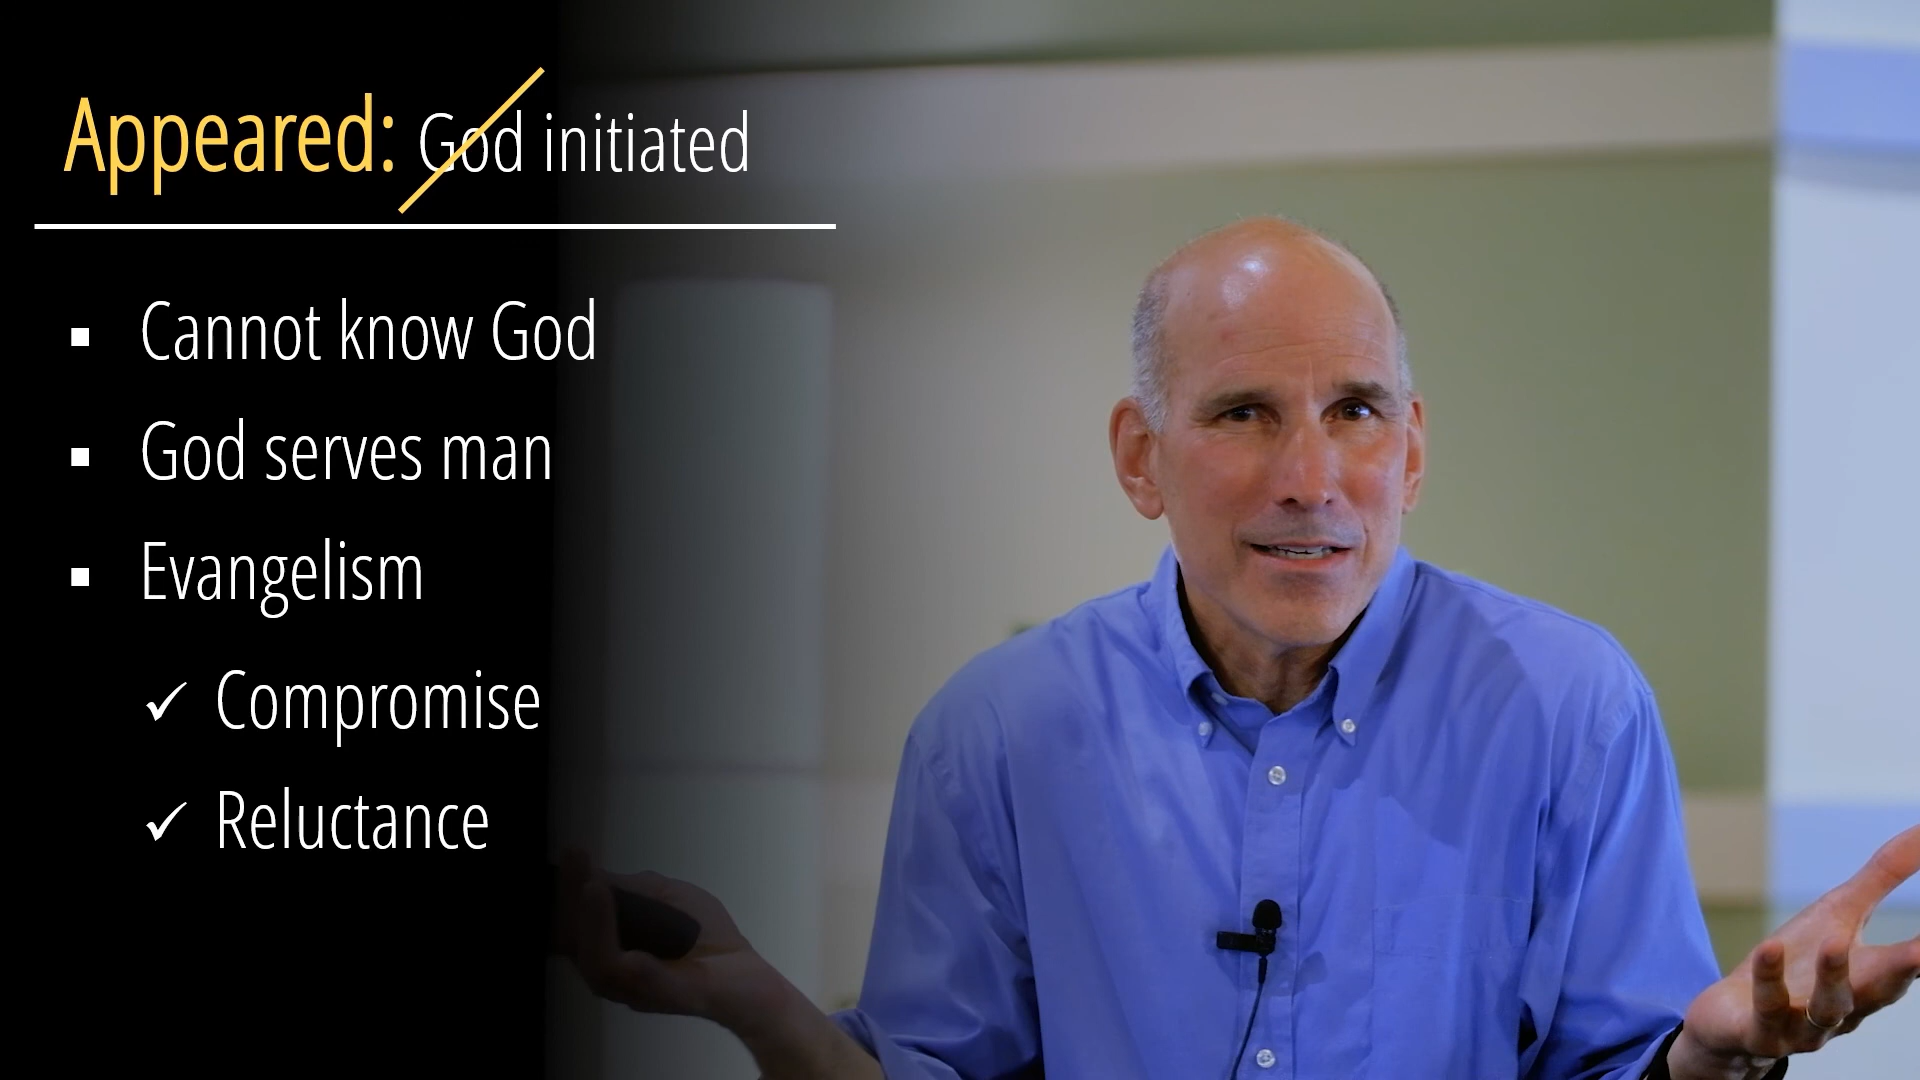 Appeared: God initiated
Cannot know God
God serves man
Evangelism
Compromise
Reluctance